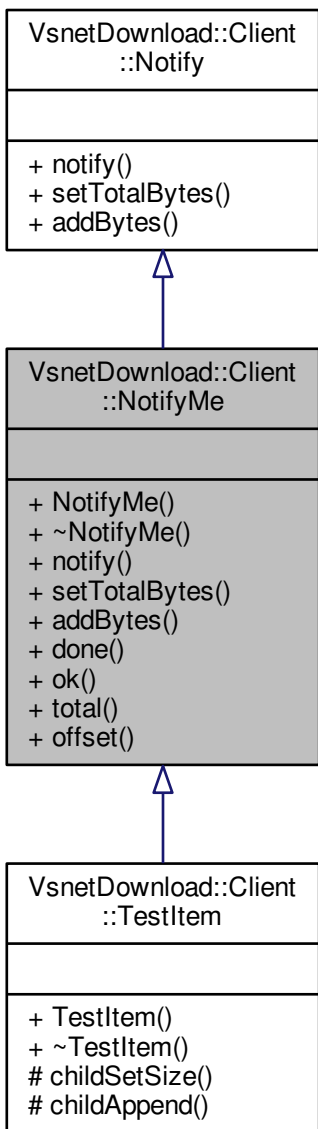 VsnetDownload::Client
::Notify
+ notify()
+ setTotalBytes()
+ addBytes()
VsnetDownload::Client
::NotifyMe
+ NotifyMe()
+ ~NotifyMe()
+ notify()
+ setTotalBytes()
+ addBytes()
+ done()
+ ok()
+ total()
+ offset()
VsnetDownload::Client
::TestItem
+ TestItem()
+ ~TestItem()
# childSetSize()
# childAppend()